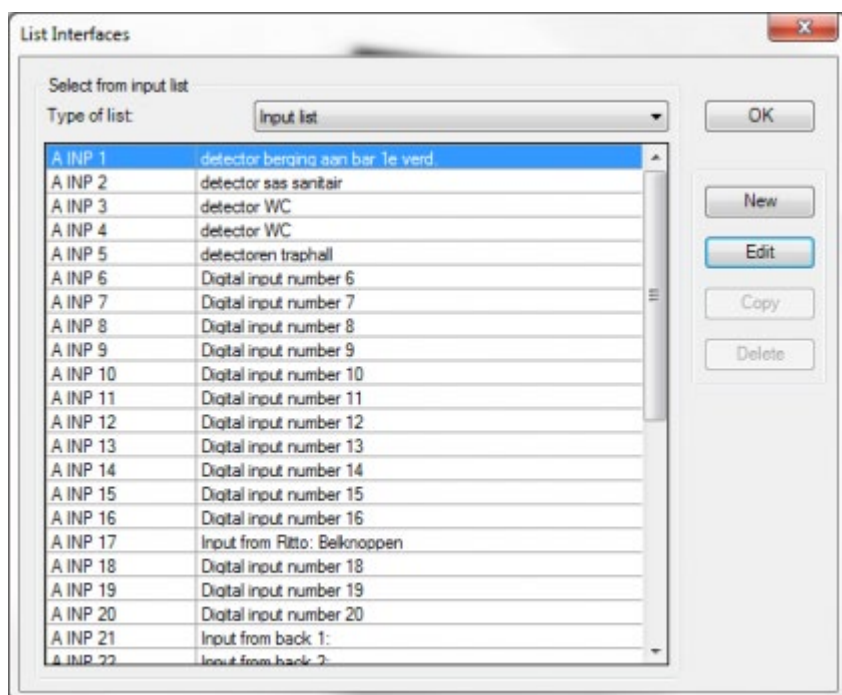 List Interfaces
Select from input list
Type of list:
Input list
OK
A INP 1 detector berging aan bar 1e verd.
A INP 2 detector sas sanitair
A INP 3 detector WC
A INP 4 detector WC
A INP 5 detectoren traphall
A INP 6 Digital input number 6
A INP 7 Digital input number 7
A INP 8 Digital input number 8
A INP 9 Digital input number 9
A INP 10 Digital input number 10
A INP 11 Digital input number 11
A INP 12 Digital input number 12
A INP 13 Digital input number 13
A INP 14 Digital input number 14
A INP 15 Digital input number 15
A INP 16 Digital input number 16
A INP 17 Input from Ritto: Belknoppen
A INP 18 Digital input number 18
A INP 19 Digital input number 19
A INP 20 Digital input number 20
A INP 21 Input from back 1:
A INP 22 Input from back 2:
New
Edit
Copy
Delete